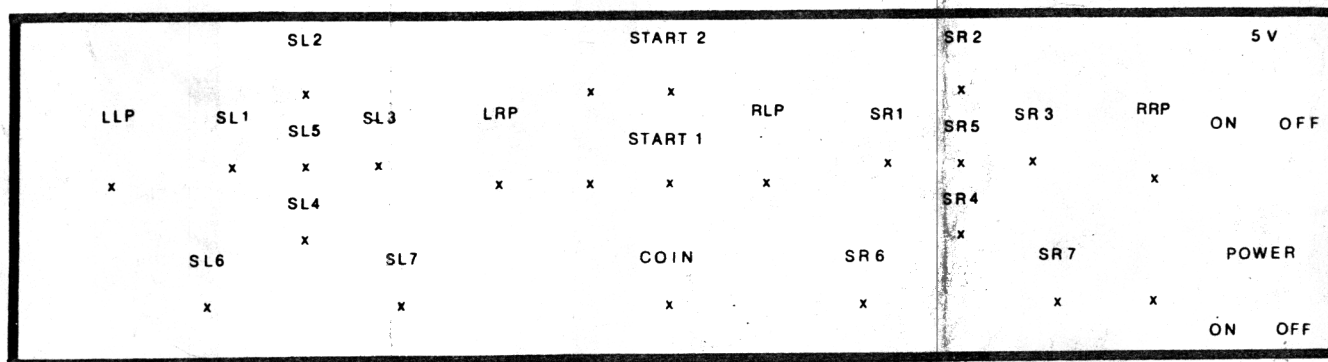 SL2 START 2 SR2 5 V
LLP SL1 SL3 LRP RLP SR1 SR3 RRP
x x x x
SL5 START 1 SR5 ON OFF
x x x x x x x x x x x x
SL4 SR4
x x
SL6 SL7 COIN SR6 SR7 POWER
x x x x x x
ON OFF